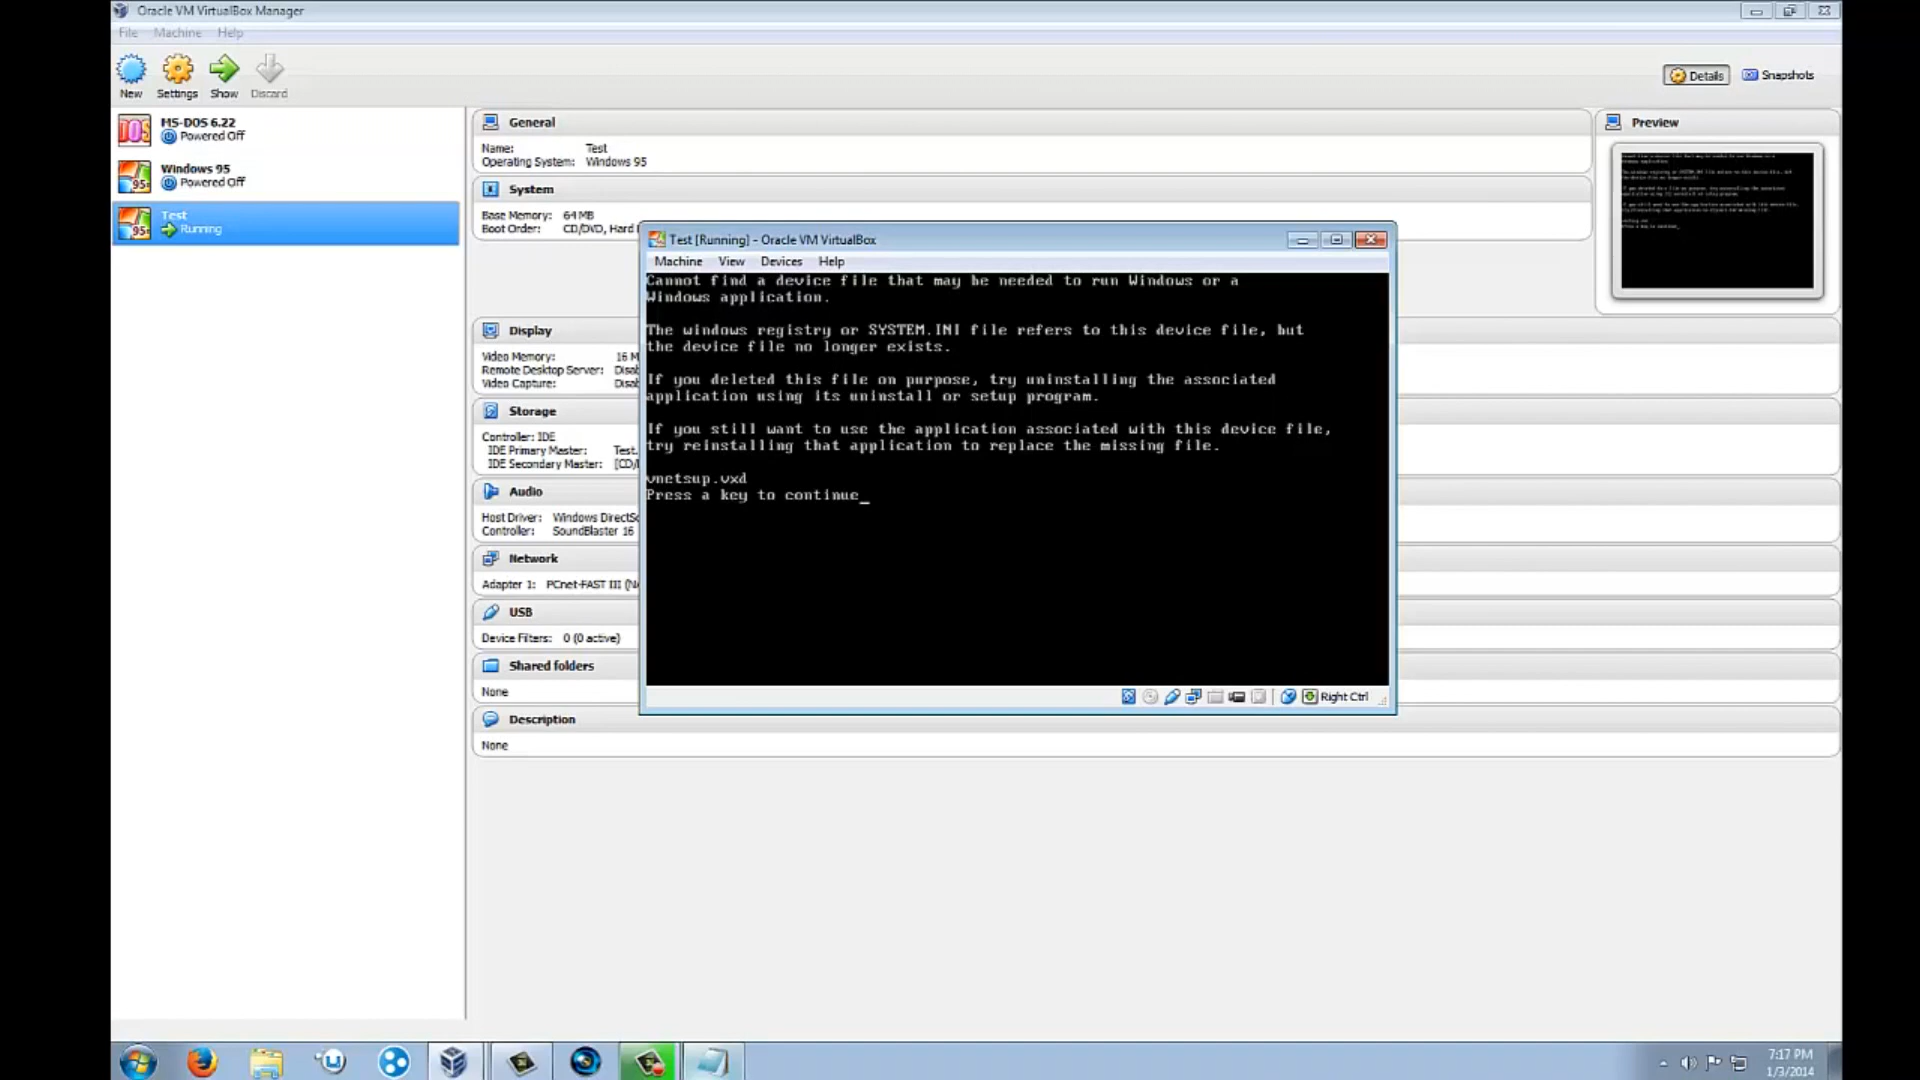 Oracle VM VirtualBox Manager
File Machine Help
New Settings Show Discard
Details Snapshots
MS-DOS 6.22
Powered Off
Windows 95
Powered Off
Test
Running
General
Name: Test
Operating System: Windows 95
System
Base Memory: 64 MB
Boot Order: CD/DVD, Hard
Preview
Display
Video Memory: 16 M
Remote Desktop Server: Disab
Video Capture: Disab
Storage
Controller: IDE
IDE Primary Master: Test.
IDE Secondary Master: [CD/
Audio
Host Driver: Windows DirectSo
Controller: SoundBlaster 16
Network
Adapter 1: PCnet-FAST III
USB
Device Filters: 0 (0 active)
Shared folders
None
Description
None
Test [Running] - Oracle VM VirtualBox
Machine View Devices Help
Cannot find a device file that may be needed to run Windows or a
Windows application.
The windows registry or SYSTEM.INI file refers to this device file, but
the device file no longer exists.
If you deleted this file on purpose, try uninstalling the associated
application using its uninstall or setup program.
If you still want to use the application associated with this device file,
try reinstalling that application to replace the missing file.
vnetsup.vxd
Press a key to continue_
Right Ctrl
7:17 PM
1/3/2014